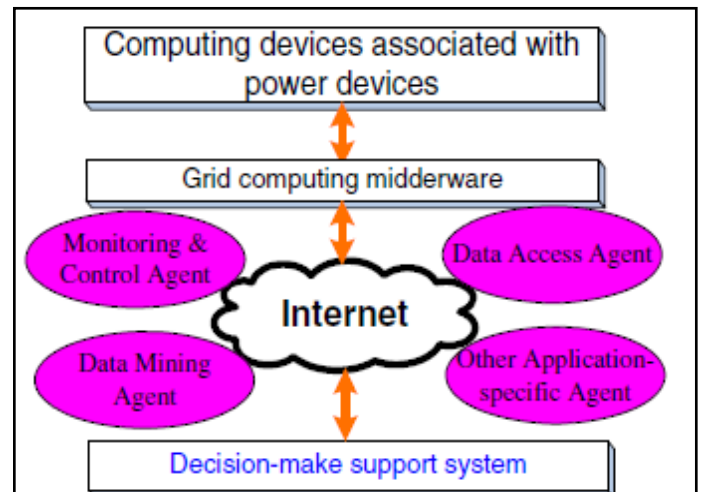 Computing devices associated with
power devices
Grid computing midderware
Monitoring &
Control Agent
Data Access Agent
Internet
Data Mining
Agent
Other Application-
specific Agent
Decision-make support system